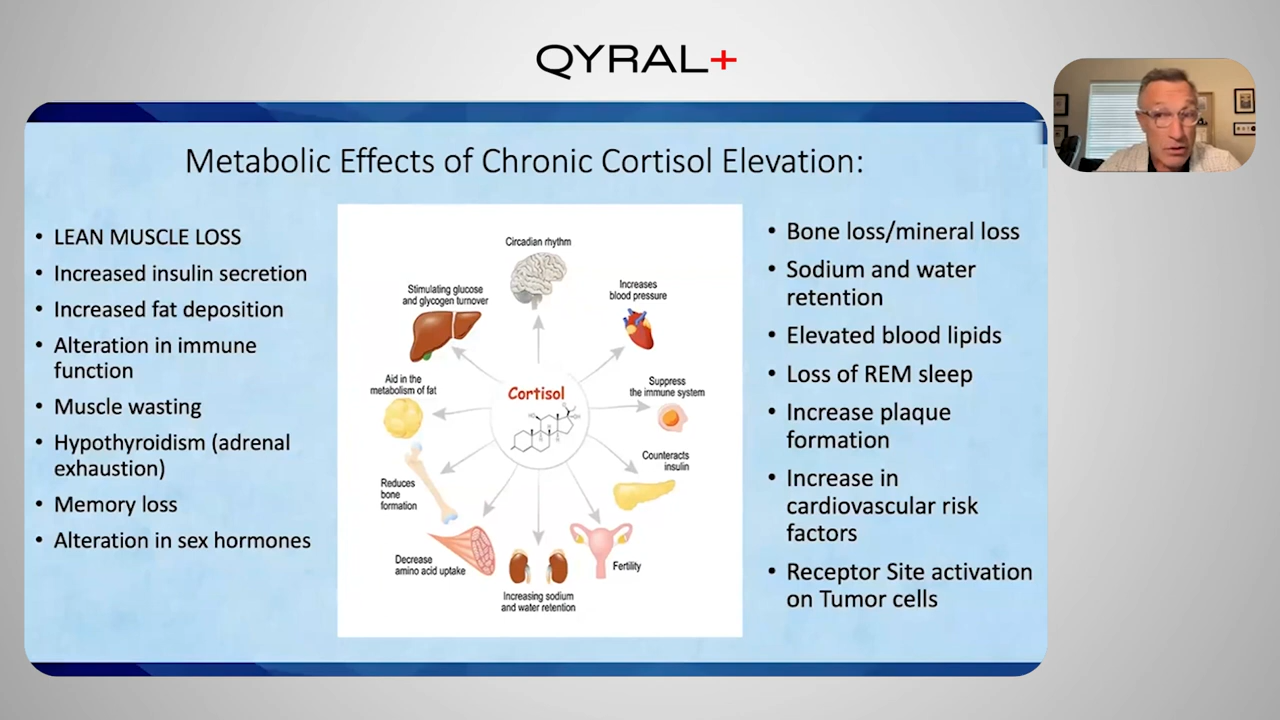 QYRAL+
Metabolic Effects of Chronic Cortisol Elevation:
• LEAN MUSCLE LOSS
• Increased insulin secretion
• Increased fat deposition
• Alteration in immune
function
• Muscle wasting
• Hypothyroidism (adrenal
exhaustion)
• Memory loss
• Alteration in sex hormones
Circadian rhythm
Stimulating glucose
and glycogen turnover
Increases
blood pressure
Aid in the
metabolism of fat
Cortisol
Suppress
the immune system
Counteracts
insulin
Reduces
bone
formation
Decrease
amino acid uptake
Increasing sodium
and water retention
Fertility
• Bone loss/mineral loss
• Sodium and water
retention
• Elevated blood lipids
• Loss of REM sleep
• Increase plaque
formation
• Increase in
cardiovascular risk
factors
• Receptor Site activation
on Tumor cells